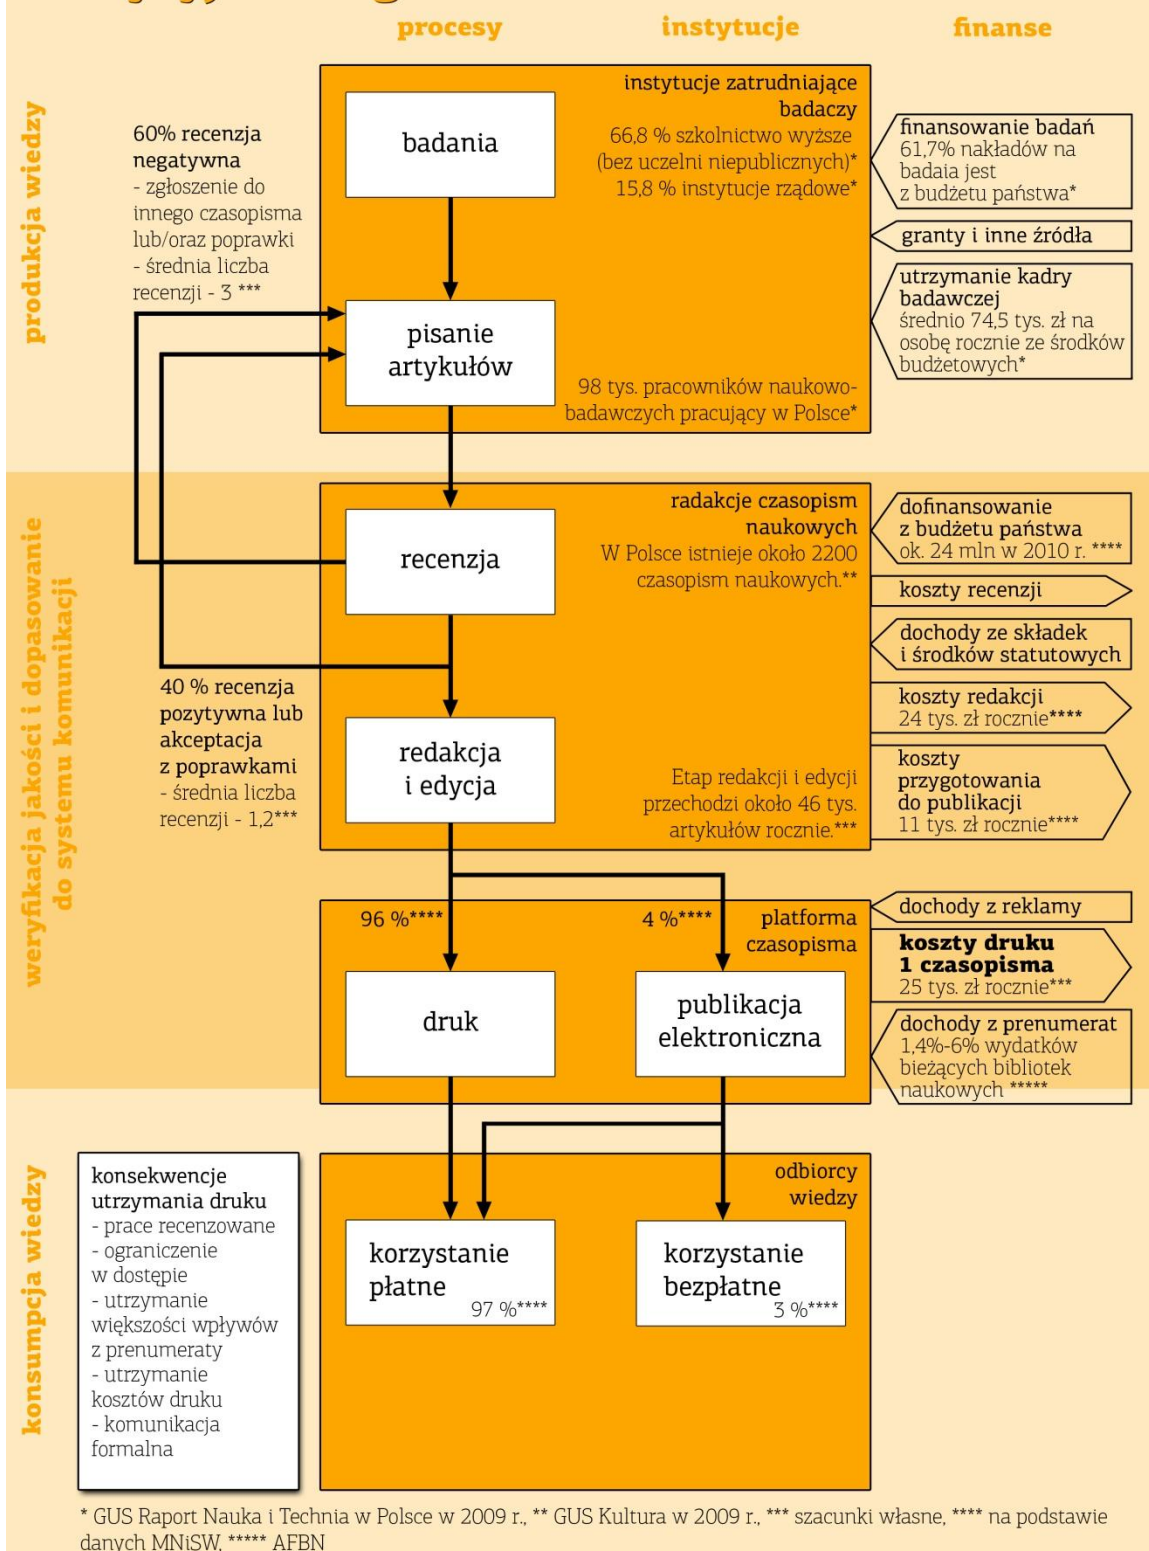 procesy
instytucje
finanse
produkcja wiedzy
60% recenzja
negatywna
- zgłoszenie do
innego czasopisma
lub/oraz poprawki
- średnia liczba
recenzji - 3 ***
badania
pisanie
artykułów
instytucje zatrudniające
badaczy
66,8 % szkolnictwo wyższe
(bez uczelni niepublicznych)*
15,8 % instytucje rządowe*
98 tys. pracowników naukowo-
badawczych pracujący w Polsce*
finansowanie badań
61,7% nakładów na
badaia jest
z budżetu państwa*
granty i inne źródła
utrzymanie kadry
badawczej
średnio 74,5 tys. zł na
osobę rocznie ze środków
budżetowych*
weryfikacja jakości i dopasowanie
do systemu komunikacji
recenzja
40 % recenzja
pozytywna lub
akceptacja
z poprawkami
- średnia liczba
recenzji - 1,2***
redakcja
i edycja
radakcje czasopism
naukowych
W Polsce istnieje około 2200
czasopism naukowych.**
Etap redakcji i edycji
przechodzi około 46 tys.
artykułów rocznie.***
dofinansowanie
z budżetu państwa
ok. 24 mln w 2010 r. ****
koszty recenzji
dochody ze składek
i środków statutowych
koszty redakcji
24 tys. zł rocznie****
koszty
przygotowania
do publikacji
11 tys. zł rocznie****
96 %****
4 %****
platforma
czasopisma
druk
publikacja
elektroniczna
dochody z reklamy
koszty druku
1 czasopisma
25 tys. zł rocznie***
dochody z prenumerat
1,4%-6% wydatków
bieżących bibliotek
naukowych *****
konsumpcja wiedzy
konsekwencje
utrzymania druku
- prace recenzowane
- ograniczenie
w dostępie
- utrzymanie
większości wpływów
z prenumeraty
- utrzymanie
kosztów druku
- komunikacja
formalna
odbiorcy
wiedzy
korzystanie
płatne
97 %****
korzystanie
bezpłatne
3 %****
* GUS Raport Nauka i Technia w Polsce w 2009 r., ** GUS Kultura w 2009 r., *** szacunki własne, **** na podstawie
danych MNiSW, ***** AFBN